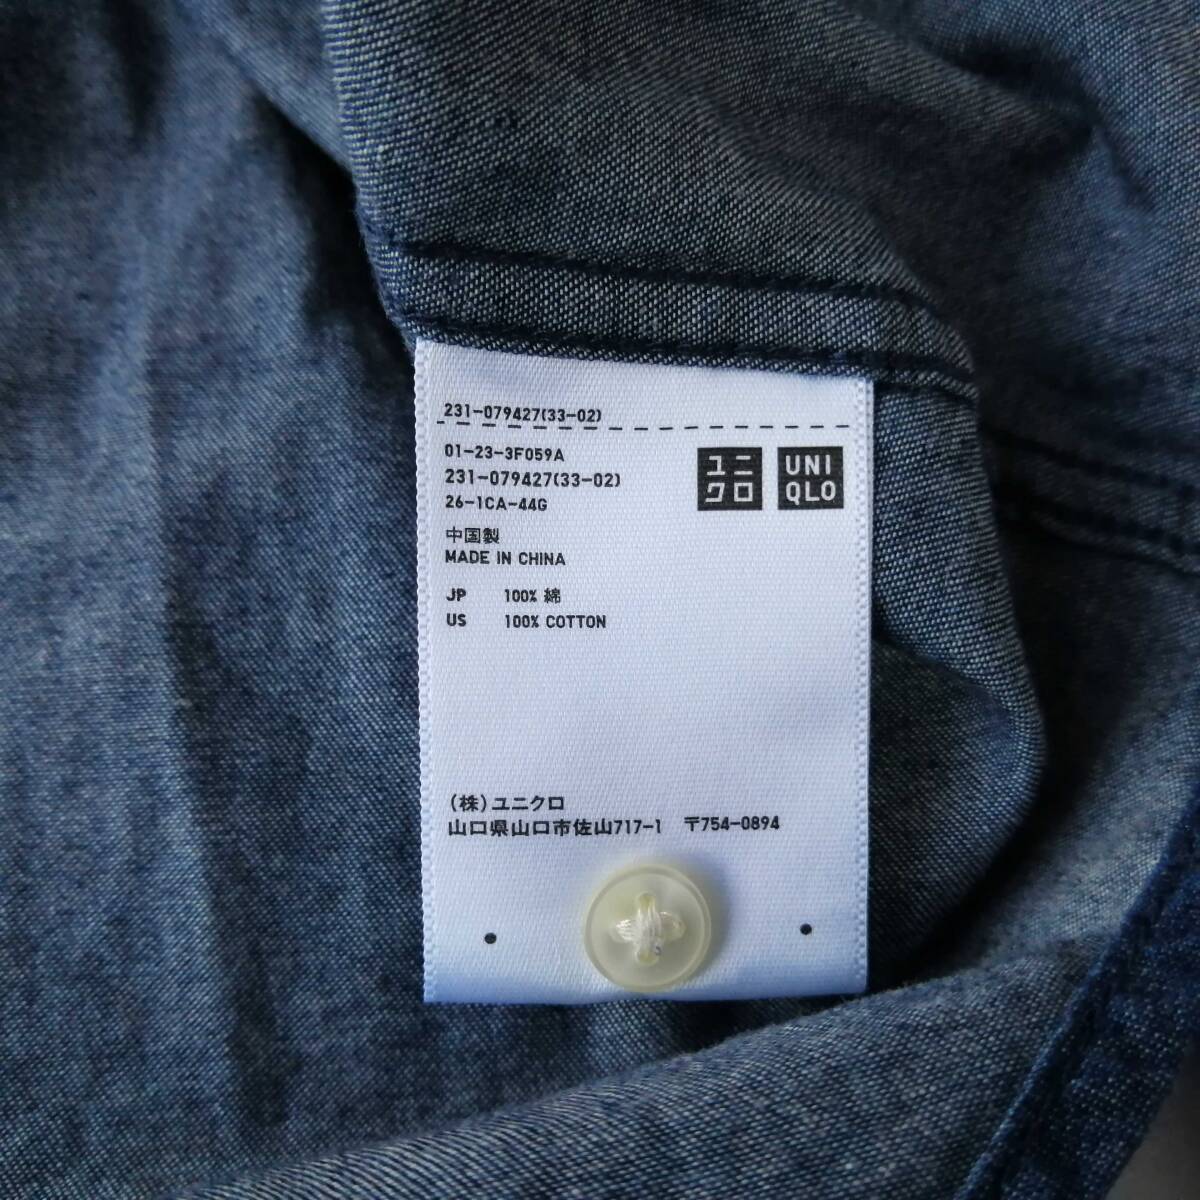 231-079427(33-02)
01-23-3F059A
231-079427(33-02)
26-1CA-44G
ユニ
クロ
UNI
QLO
中国製
MADE IN CHINA
JP 100% 綿
US 100% COTTON
(株)ユニクロ
山口県山口市佐山717-1 〒754-0894